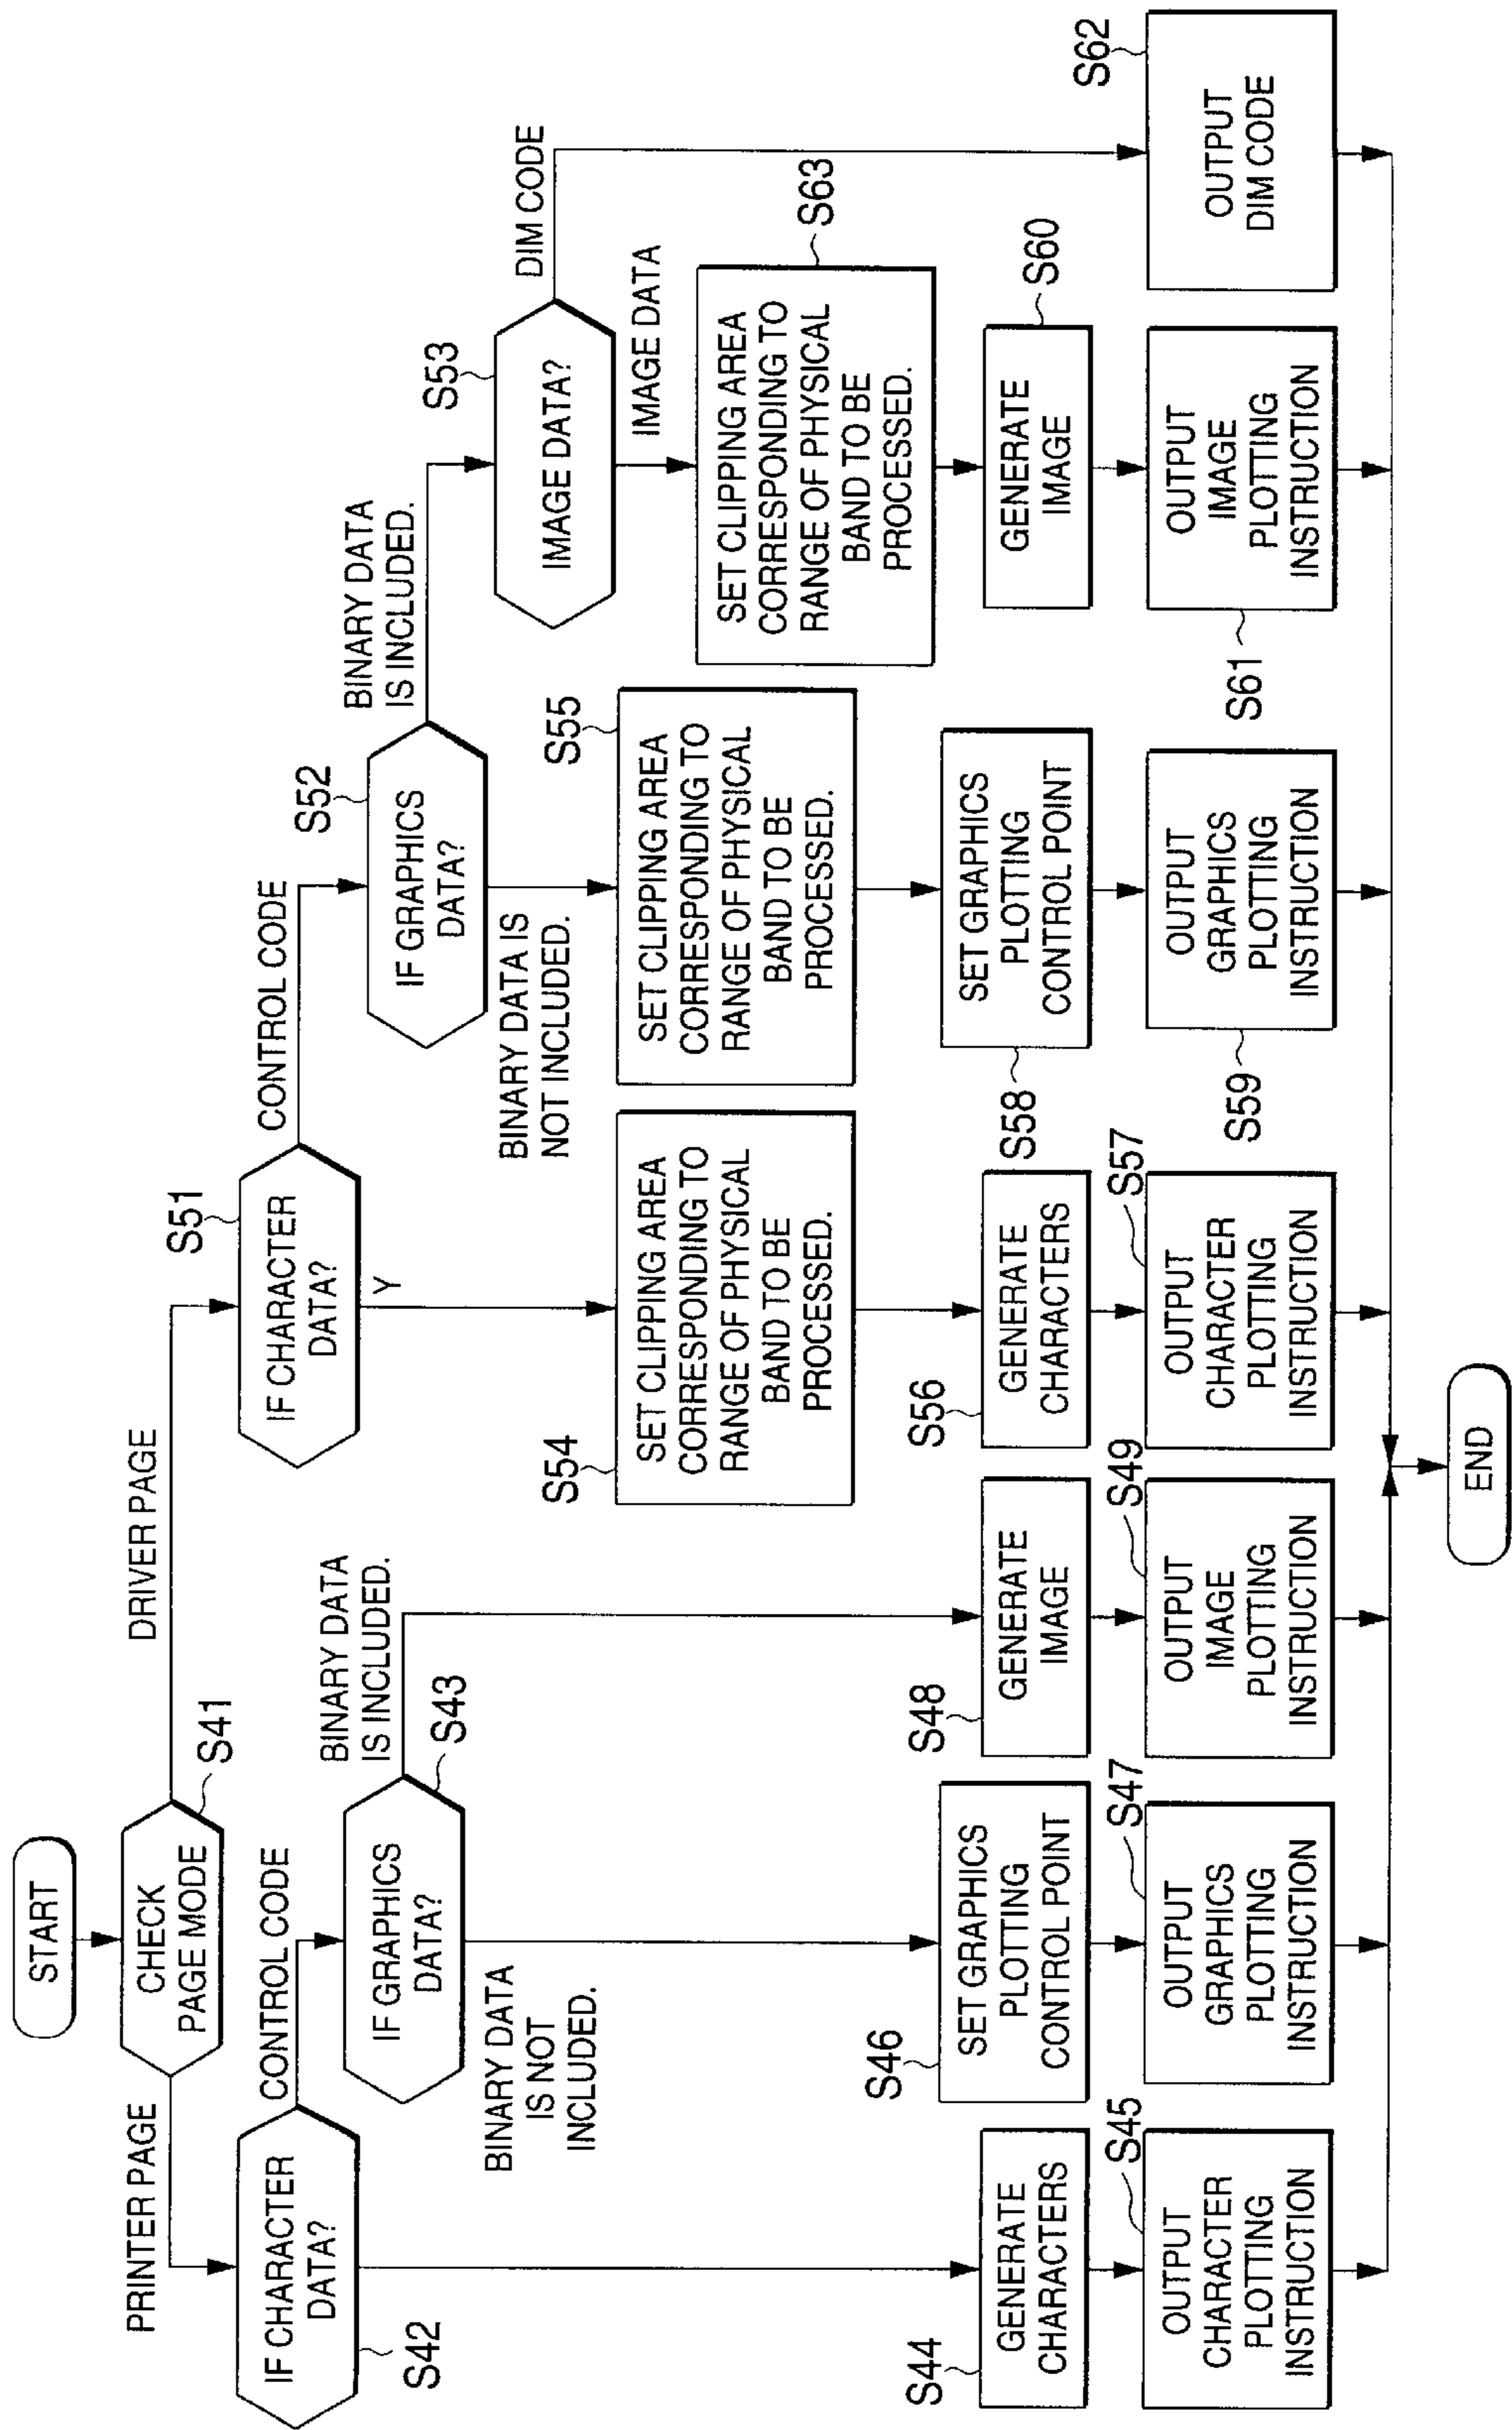 START
CHECK
PAGE MODE
S41
PRINTER PAGE
DRIVER PAGE
IF CHARACTER
DATA?
S42
CONTROL CODE
IF GRAPHICS
DATA?
S43
BINARY DATA
IS NOT
INCLUDED.
BINARY DATA
IS INCLUDED.
S44
GENERATE
CHARACTERS
S45
OUTPUT
CHARACTER
PLOTTING
INSTRUCTION
S46
SET GRAPHICS
PLOTTING
CONTROL POINT
S47
OUTPUT
GRAPHICS
PLOTTING
INSTRUCTION
S48
GENERATE
IMAGE
S49
OUTPUT
IMAGE
PLOTTING
INSTRUCTION
S51
IF CHARACTER
DATA?
Y
CONTROL CODE
S54
SET CLIPPING AREA
CORRESPONDING TO
RANGE OF PHYSICAL
BAND TO BE
PROCESSED.
S56
GENERATE
CHARACTERS
S57
OUTPUT
CHARACTER
PLOTTING
INSTRUCTION
S52
IF GRAPHICS
DATA?
BINARY DATA IS
NOT INCLUDED.
BINARY DATA
IS INCLUDED.
S55
SET CLIPPING AREA
CORRESPONDING TO
RANGE OF PHYSICAL
BAND TO BE
PROCESSED.
SET GRAPHICS
PLOTTING
CONTROL POINT
S58
OUTPUT
GRAPHICS
PLOTTING
INSTRUCTION
S59
S53
IMAGE DATA?
IMAGE DATA
DIM CODE
SET CLIPPING AREA
CORRESPONDING TO
RANGE OF PHYSICAL
BAND TO BE
PROCESSED.
S63
GENERATE
IMAGE
S60
OUTPUT
IMAGE
PLOTTING
INSTRUCTION
S61
S62
OUTPUT
DIM CODE
END